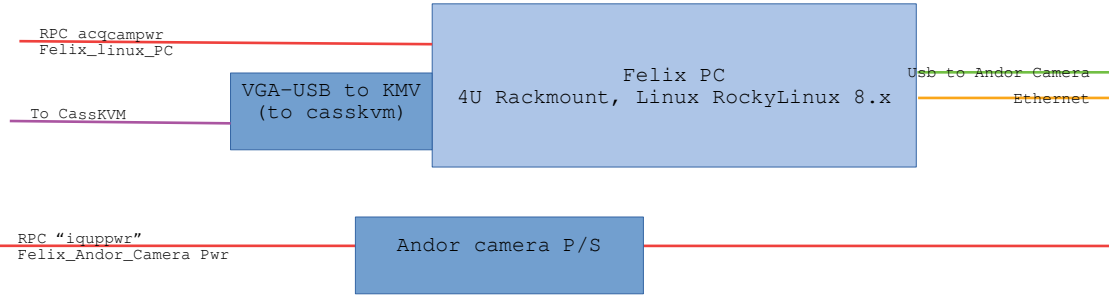 RPC acqcampwr
Felix_linux_PC
VGA-USB to KMV
(to casskvm)
To CassKVM
Felix PC
4U Rackmount, Linux RockyLinux 8.x
Usb to Andor Camera
Ethernet
RPC “iquppwr”
Felix_Andor_Camera Pwr
Andor camera P/S